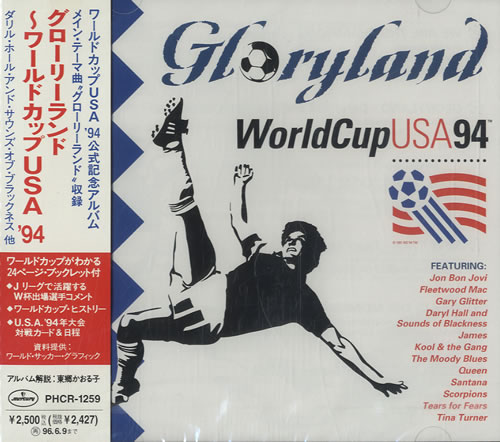 グローリーランド
〜ワールドカップUSA '94
ダリル・ホール・アンド・サウンズ・オブ・ブラックネス 他
ワールドカップUSA '94公式記念アルバム
メイン・テーマ曲“グローリーランド”収録
ワールドカップがわかる
24ページ・ブックレット付
◆Jリーグで活躍する
W杯出場選手コメント
◆ワールドカップ・ヒストリー
◆U.S.A.'94年大会
対戦カード&日程
資料提供:
ワールド・サッカー・グラフィック
アルバム解説:東郷かおる子
PHCR-1259
¥2,500(税抜価格¥2,427)
96.6.9まで
Gloryland
WorldCupUSA94™
FEATURING:
Jon Bon Jovi
Fleetwood Mac
Gary Glitter
Daryl Hall and
Sounds of Blackness
James
Kool & the Gang
The Moody Blues
Queen
Santana
Scorpions
Tears for Fears
Tina Turner